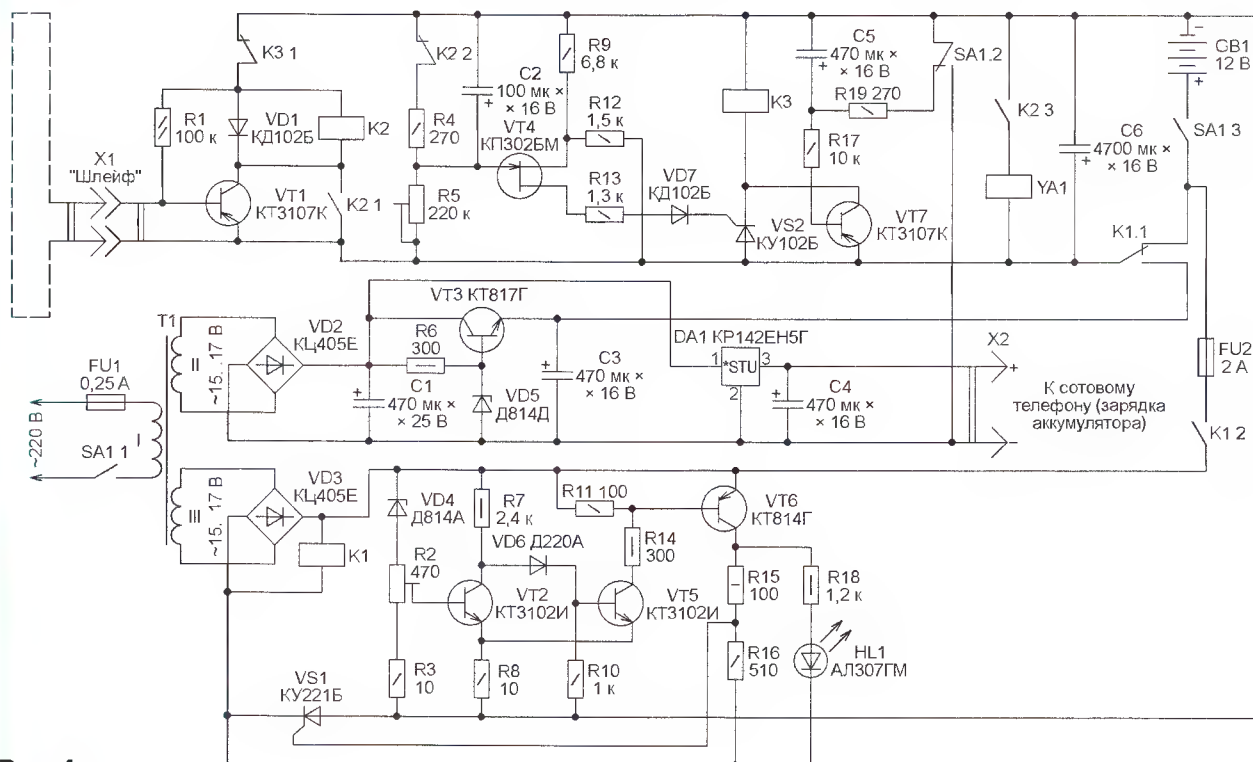 K3 1
R1
100 к
VD1
КД102Б
K2
X1
"Шлейф"
VT1
КТ3107К
K2 1
K2 2
R4
270
R5
220 к
C2
100 мк ×
× 16 В
R9
6,8 к
VT4
КП302БМ
R12
1,5 к
R13
1,3 к
VD7
КД102Б
K3
VS2
КУ102Б
C5
470 мк ×
× 16 В
R19 270
R17
10 к
VT7
КТ3107К
SA1.2
K2 3
YA1
C6
4700 мк ×
× 16 В
GB1
12 В
SA1 3
K1.1
T1
FU1
0,25 А
~220 В
SA1 1
I
II
~15...17 В
VD2
КЦ405Е
VT3 КТ817Г
R6
300
C1
470 мк ×
× 25 В
VD5
Д814Д
C3
470 мк ×
× 16 В
DA1 КР142ЕН5Г
1
*STU
3
2
C4
470 мк ×
× 16 В
X2
+
−
К сотовому
телефону (зарядка
аккумулятора)
FU2
2 А
K1 2
III
~15...17 В
VD3
КЦ405Е
K1
VD4
Д814А
R2
470
R3
10
R7
2,4 к
VD6 Д220А
VT2
КТ3102И
R8
10
R10
1 к
R11 100
R14
300
VT5
КТ3102И
VT6
КТ814Г
R15
100
R16
510
R18
1,2 к
HL1
АЛ307ГМ
VS1
КУ221Б